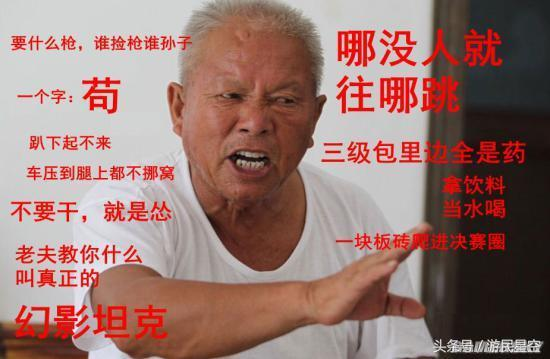 要什么枪，谁捡枪谁孙子
一个字：苟
趴下起不来
车压到腿上都不挪窝
不要干，就是怂
老夫教你什么
叫真正的
幻影坦克
哪没人就
往哪跳
三级包里边全是药
拿饮料
当水喝
一块板砖爬进决赛圈
头条号/游民星空